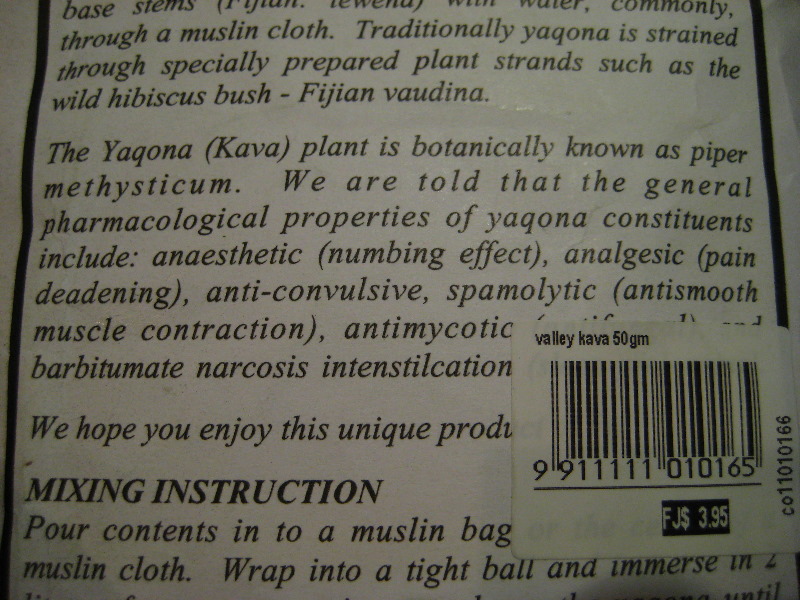 base stems (Fijian: lewena) with water, commonly,
through a muslin cloth. Traditionally yaqona is strained
through specially prepared plant strands such as the
wild hibiscus bush - Fijian vaudina.
The Yaqona (Kava) plant is botanically known as piper
methysticum. We are told that the general
pharmacological properties of yaqona constituents
include: anaesthetic (numbing effect), analgesic (pain
deadening), anti-convulsive, spamolytic (antismooth
muscle contraction), antimycotic and
barbitumate narcosis intenstilcation
We hope you enjoy this unique
MIXING INSTRUCTION
Pour contents in to a muslin bag
muslin cloth. Wrap into a tight ball and immerse in 2
until
valley kava 50gm
9 911111 010165
FJ$ 3.95
co11010166